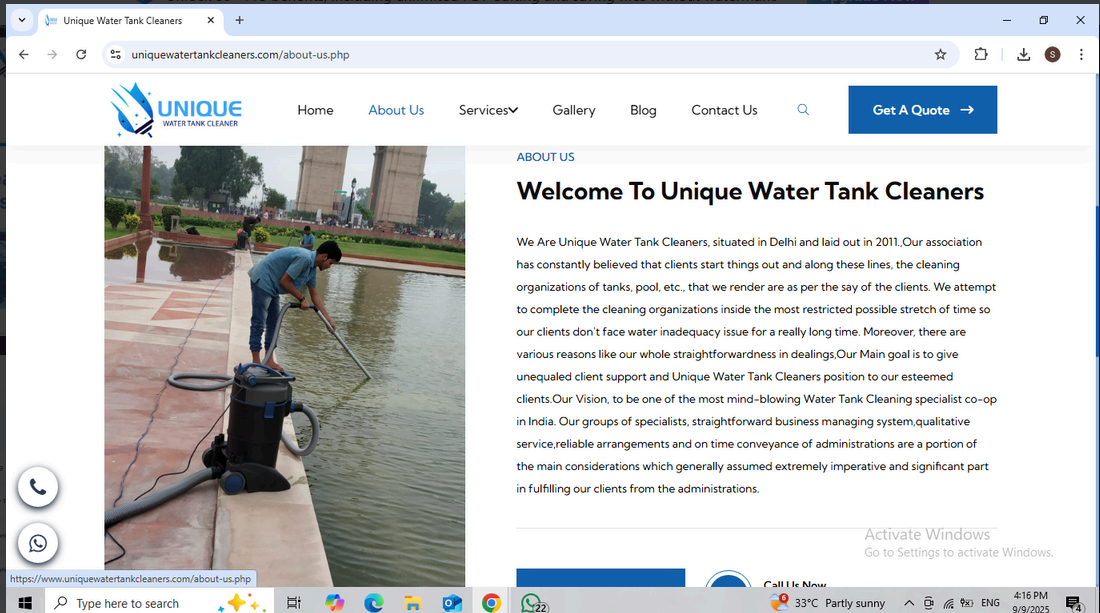 Unique Water Tank Cleaners
uniquewatertankcleaners.com/about-us.php
S
UNIQUE
WATER TANK CLEANER
Home
About Us
Services
Gallery
Blog
Contact Us
Get A Quote
ABOUT US
Welcome To Unique Water Tank Cleaners
We Are Unique Water Tank Cleaners, situated in Delhi and laid out in 2011.,Our association
has constantly believed that clients start things out and along these lines, the cleaning
organizations of tanks, pool, etc., that we render are as per the say of the clients. We attempt
to complete the cleaning organizations inside the most restricted possible stretch of time so
our clients don't face water inadequacy issue for a really long time. Moreover, there are
various reasons like our whole straightforwardness in dealings,Our Main goal is to give
unequaled client support and Unique Water Tank Cleaners position to our esteemed
clients.Our Vision, to be one of the most mind-blowing Water Tank Cleaning specialist co-op
in India. Our groups of specialists, straightforward business managing system,qualitative
service,reliable arrangements and on time conveyance of administrations are a portion of
the main considerations which generally assumed extremely imperative and significant part
in fulfilling our clients from the administrations.
Activate Windows
Go to Settings to activate Windows.
Call Us Now
https://www.uniquewatertankcleaners.com/about-us.php
Type here to search
22
6
33°C Partly sunny
ENG
4:16 PM
9/9/2025
4